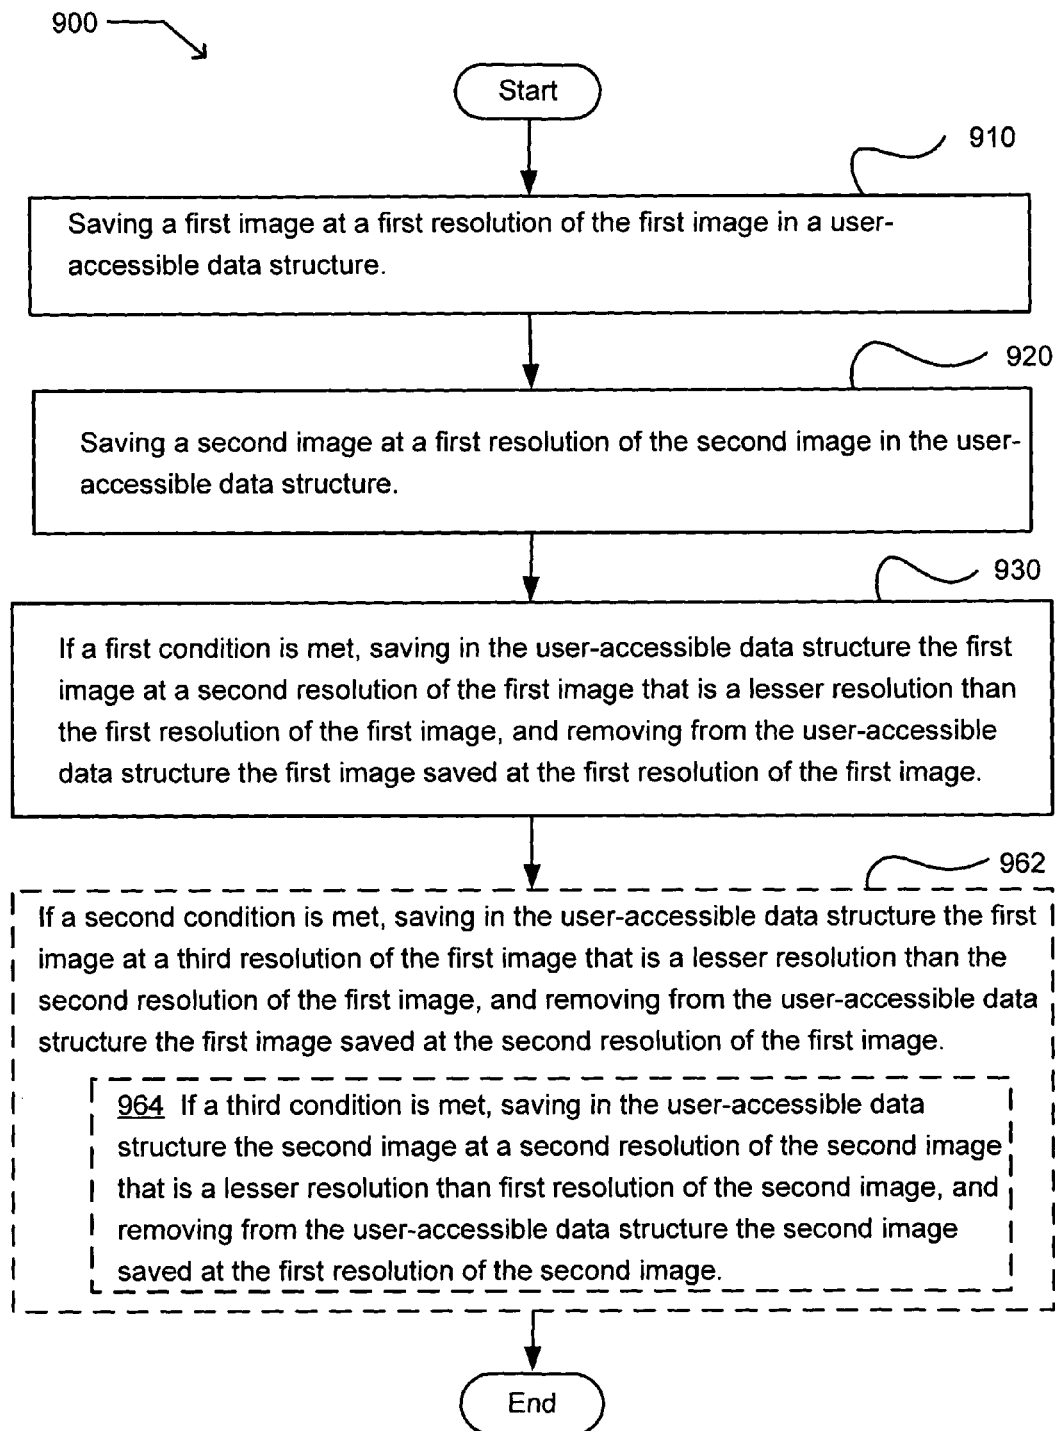 900
Start
910
Saving a first image at a first resolution of the first image in a user-
accessible data structure.
920
Saving a second image at a first resolution of the second image in the user-
accessible data structure.
930
If a first condition is met, saving in the user-accessible data structure the first
image at a second resolution of the first image that is a lesser resolution than
the first resolution of the first image, and removing from the user-accessible
data structure the first image saved at the first resolution of the first image.
962
If a second condition is met, saving in the user-accessible data structure the first
image at a third resolution of the first image that is a lesser resolution than the
second resolution of the first image, and removing from the user-accessible data
structure the first image saved at the second resolution of the first image.
964 If a third condition is met, saving in the user-accessible data
structure the second image at a second resolution of the second image
that is a lesser resolution than first resolution of the second image, and
removing from the user-accessible data structure the second image
saved at the first resolution of the second image.
End